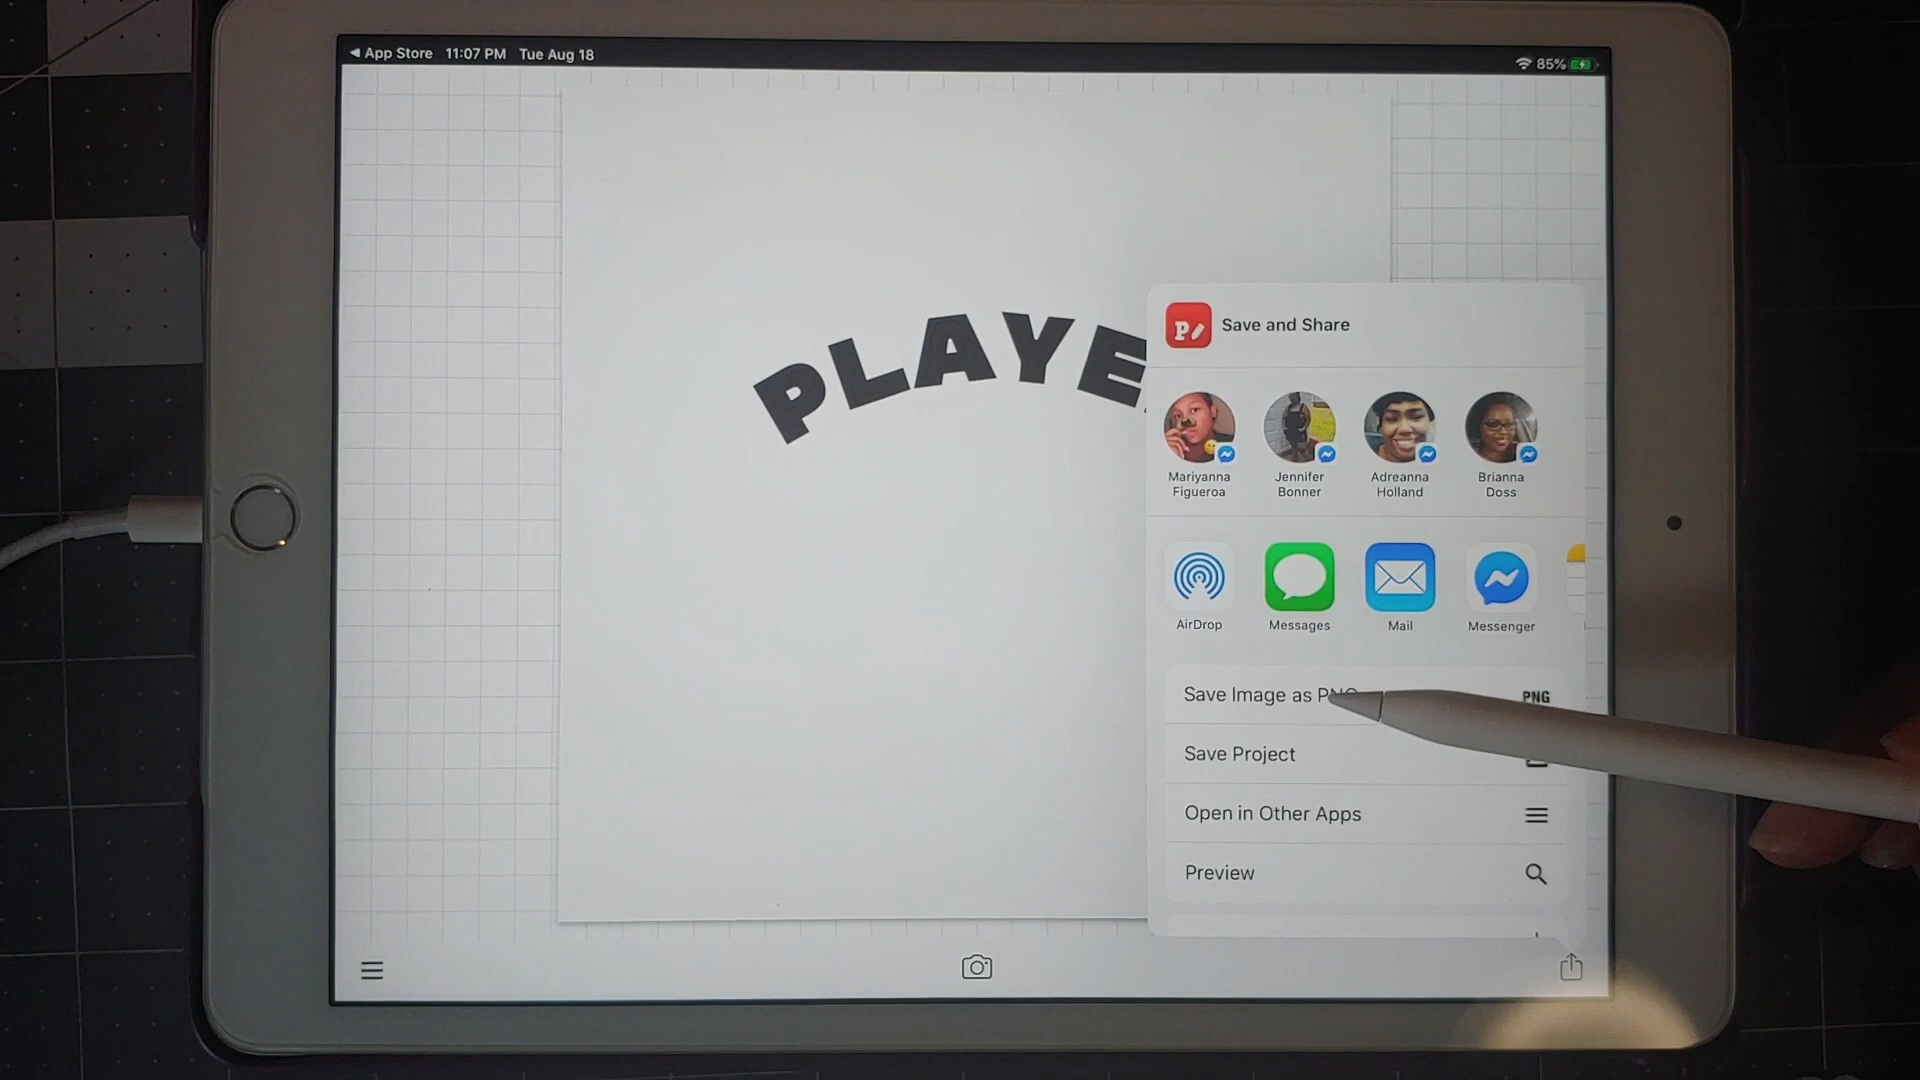 ◀ App Store 11:07 PM Tue Aug 18
85%
PLAYE
Save and Share
Mariyanna
Figueroa
Jennifer
Bonner
Adreanna
Holland
Brianna
Doss
AirDrop
Messages
Mail
Messenger
Save Image as PNG
PNG
Save Project
Open in Other Apps
Preview